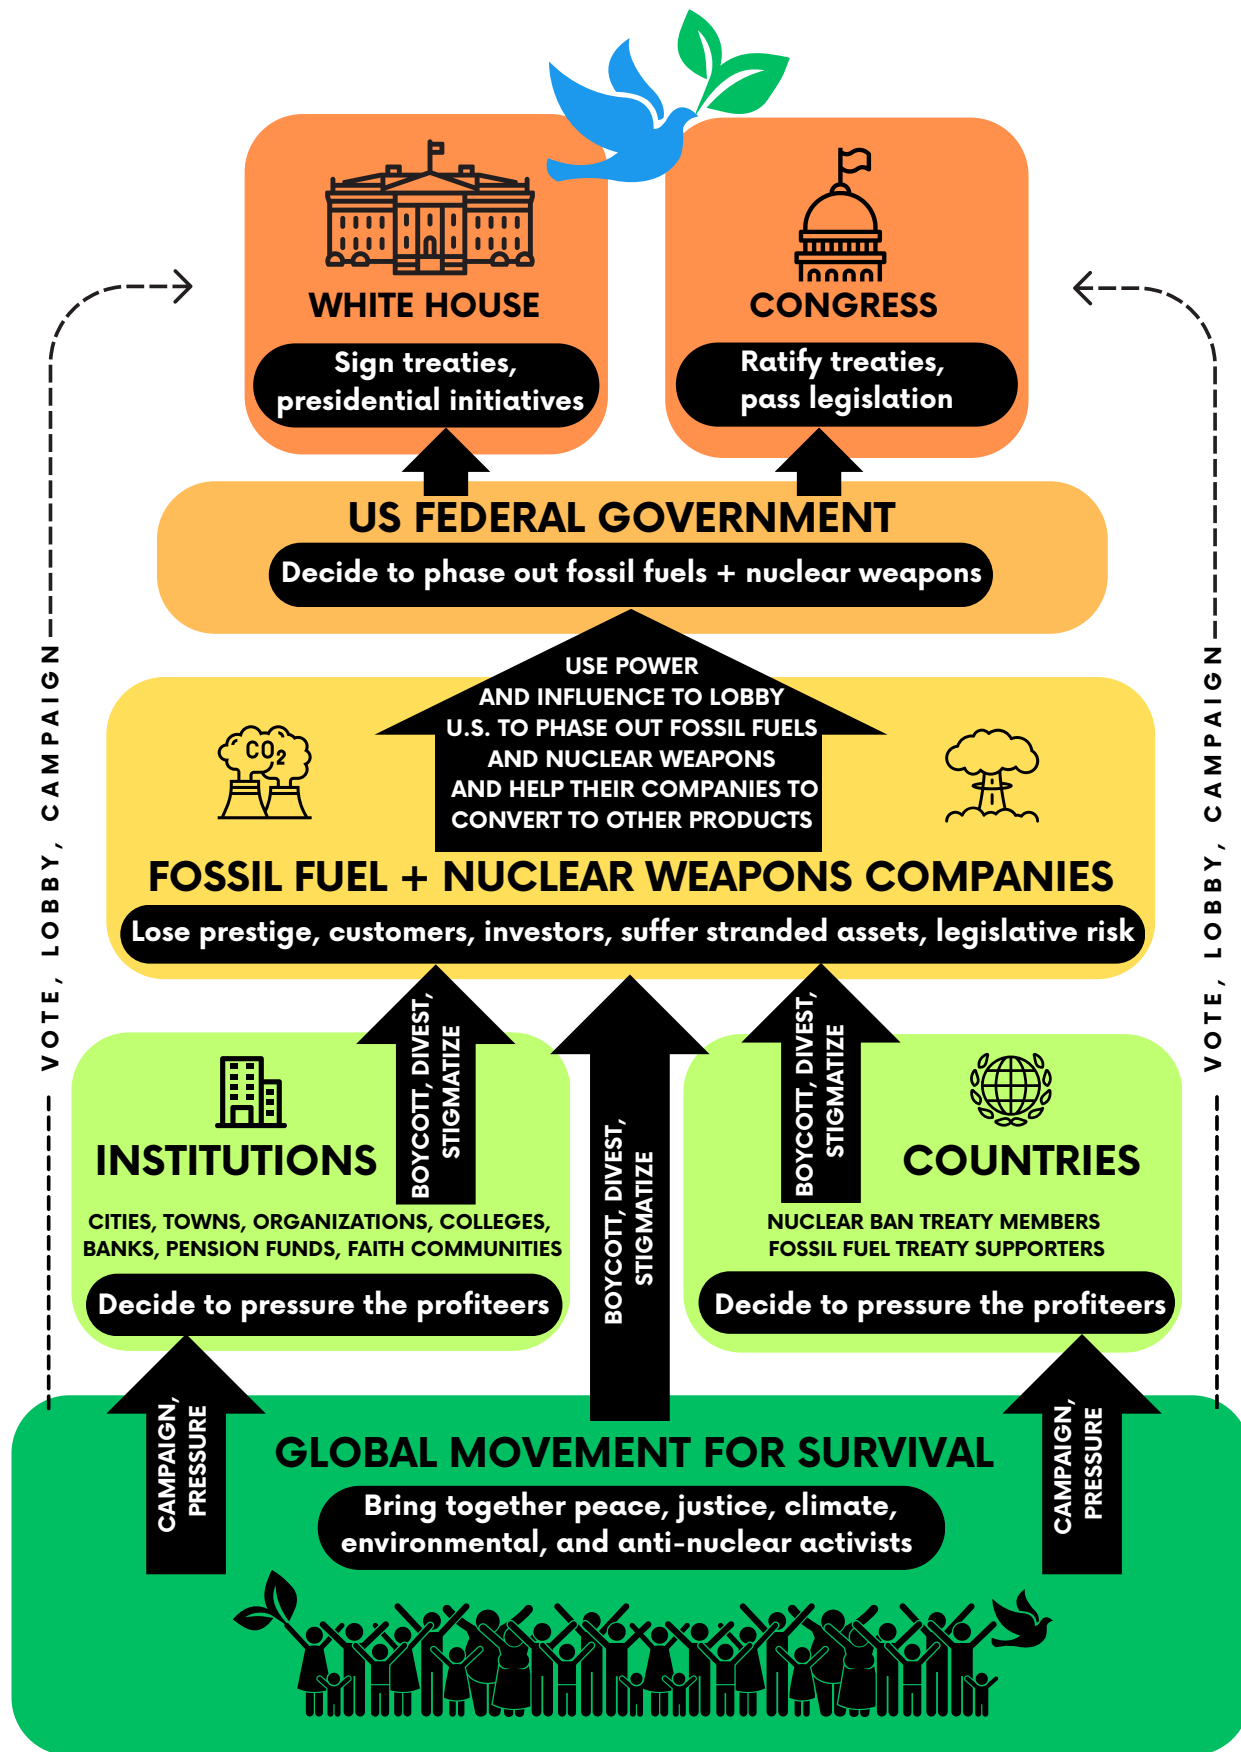 WHITE HOUSE
Sign treaties,
presidential initiatives
CONGRESS
Ratify treaties,
pass legislation
US FEDERAL GOVERNMENT
Decide to phase out fossil fuels + nuclear weapons
USE POWER
AND INFLUENCE TO LOBBY
U.S. TO PHASE OUT FOSSIL FUELS
AND NUCLEAR WEAPONS
AND HELP THEIR COMPANIES TO
CONVERT TO OTHER PRODUCTS
CO2
FOSSIL FUEL + NUCLEAR WEAPONS COMPANIES
Lose prestige, customers, investors, suffer stranded assets, legislative risk
VOTE, LOBBY, CAMPAIGN
VOTE, LOBBY, CAMPAIGN
BOYCOTT, DIVEST,
STIGMATIZE
BOYCOTT, DIVEST,
STIGMATIZE
BOYCOTT, DIVEST,
STIGMATIZE
INSTITUTIONS
CITIES, TOWNS, ORGANIZATIONS, COLLEGES,
BANKS, PENSION FUNDS, FAITH COMMUNITIES
Decide to pressure the profiteers
COUNTRIES
NUCLEAR BAN TREATY MEMBERS
FOSSIL FUEL TREATY SUPPORTERS
Decide to pressure the profiteers
CAMPAIGN,
PRESSURE
CAMPAIGN,
PRESSURE
GLOBAL MOVEMENT FOR SURVIVAL
Bring together peace, justice, climate,
environmental, and anti-nuclear activists